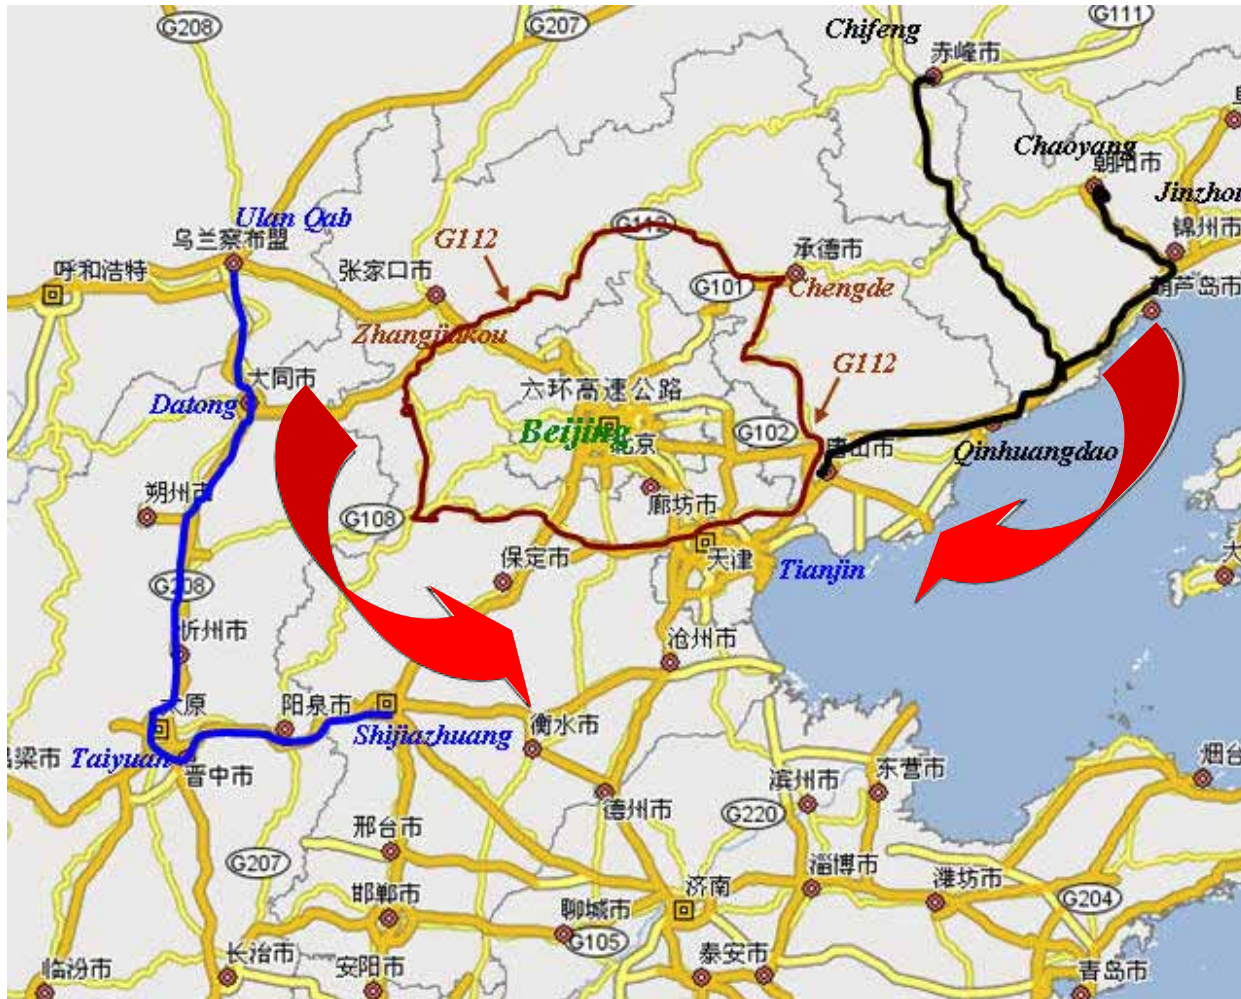 G208
G207
Chifeng
G111
赤峰市
Chaoyang
朝阳市
Jinzhou
Ulan Qab
乌兰察布盟
G112
G112
锦州市
呼和浩特
张家口市
承德市
G101
Chengde
葫芦岛市
Zhangjiakou
G112
大同市
六环高速公路
Datong
Beijing
北京
G102
唐山市
Qinhuangdao
朔州市
G108
廊坊市
保定市
天津
Tianjin
G208
忻州市
沧州市
太原
阳泉市
Shijiazhuang
衡水市
Taiyuan
吕梁市
晋中市
滨州市
东营市
烟台
德州市
G220
邢台市
G207
淄博市
潍坊市
济南
G204
邯郸市
聊城市
G105
长治市
泰安市
临汾市
安阳市
青岛市